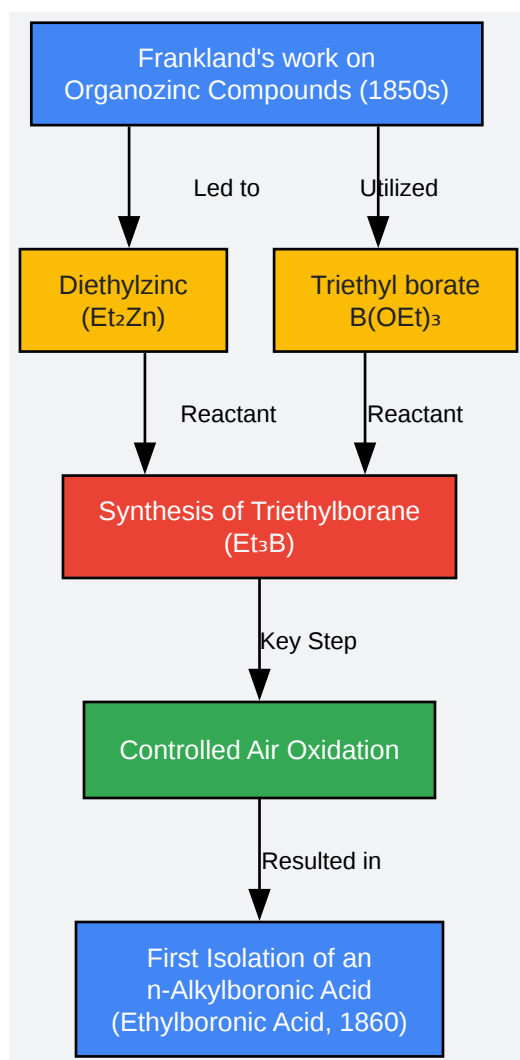 Frankland's work on
Organozinc Compounds (1850s)
Led to
Utilized
Diethylzinc
(Et₂Zn)
Triethyl borate
B(OEt)₃
Reactant
Reactant
Synthesis of Triethylborane
(Et₃B)
Key Step
Controlled Air Oxidation
Resulted in
First Isolation of an
n-Alkylboronic Acid
(Ethylboronic Acid, 1860)